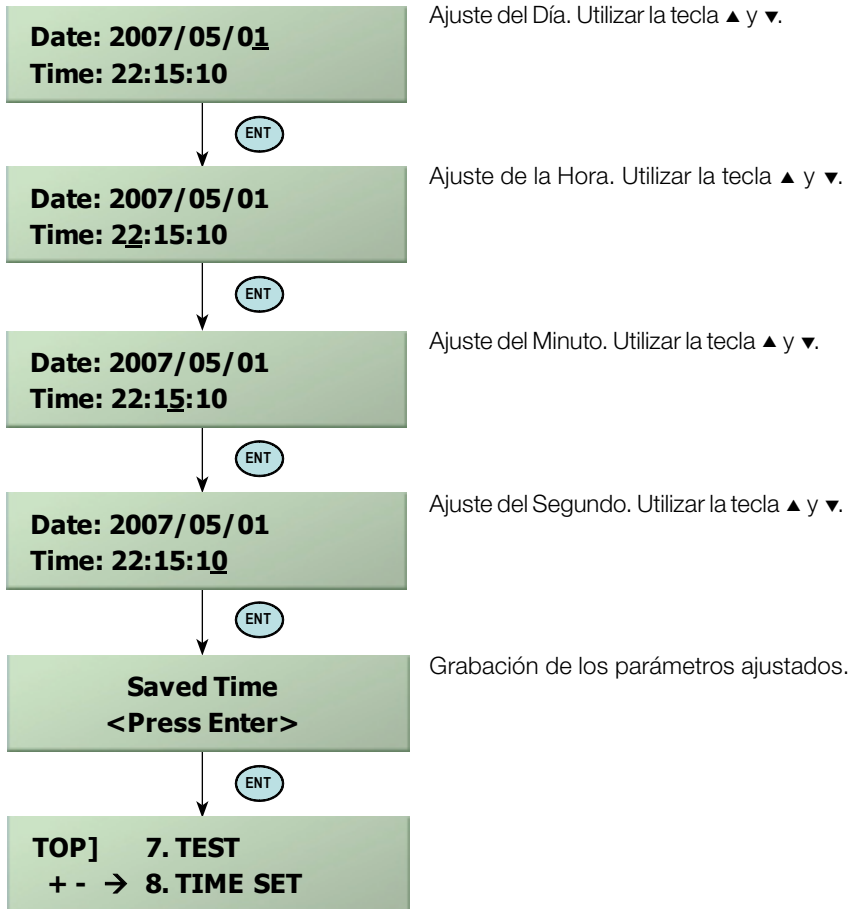 Date: 2007/05/01
Time: 22:15:10
Ajuste del Día. Utilizar la tecla ▲ y ▼.
ENT
Date: 2007/05/01
Time: 22:15:10
Ajuste de la Hora. Utilizar la tecla ▲ y ▼.
ENT
Date: 2007/05/01
Time: 22:15:10
Ajuste del Minuto. Utilizar la tecla ▲ y ▼.
ENT
Date: 2007/05/01
Time: 22:15:10
Ajuste del Segundo. Utilizar la tecla ▲ y ▼.
ENT
Saved Time
<Press Enter>
Grabación de los parámetros ajustados.
ENT
TOP] 7. TEST
+ - → 8. TIME SET